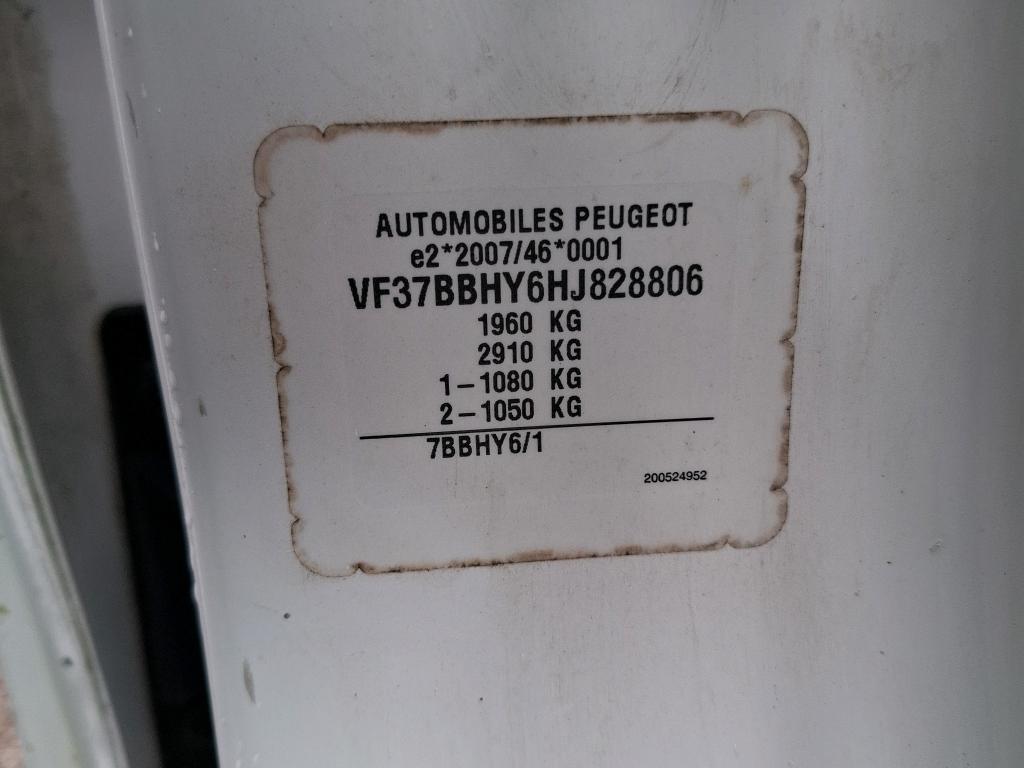 AUTOMOBILES PEUGEOT
e2*2007/46*0001
VF37BBHY6HJ828806
1960 KG
2910 KG
1-1080 KG
2-1050 KG
7BBHY6/1
200524952